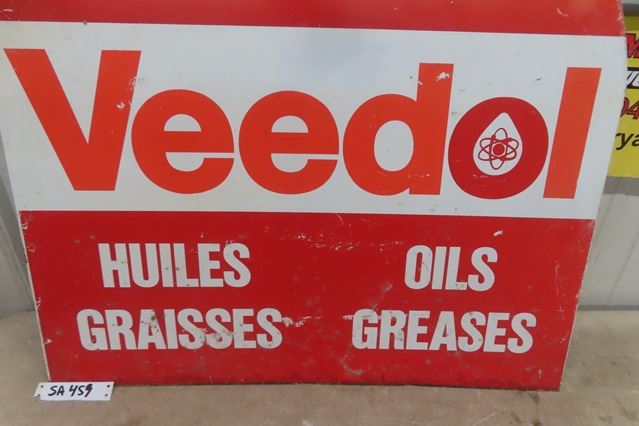 Veedol
HUILES
GRAISSES
OILS
GREASES
SA 459